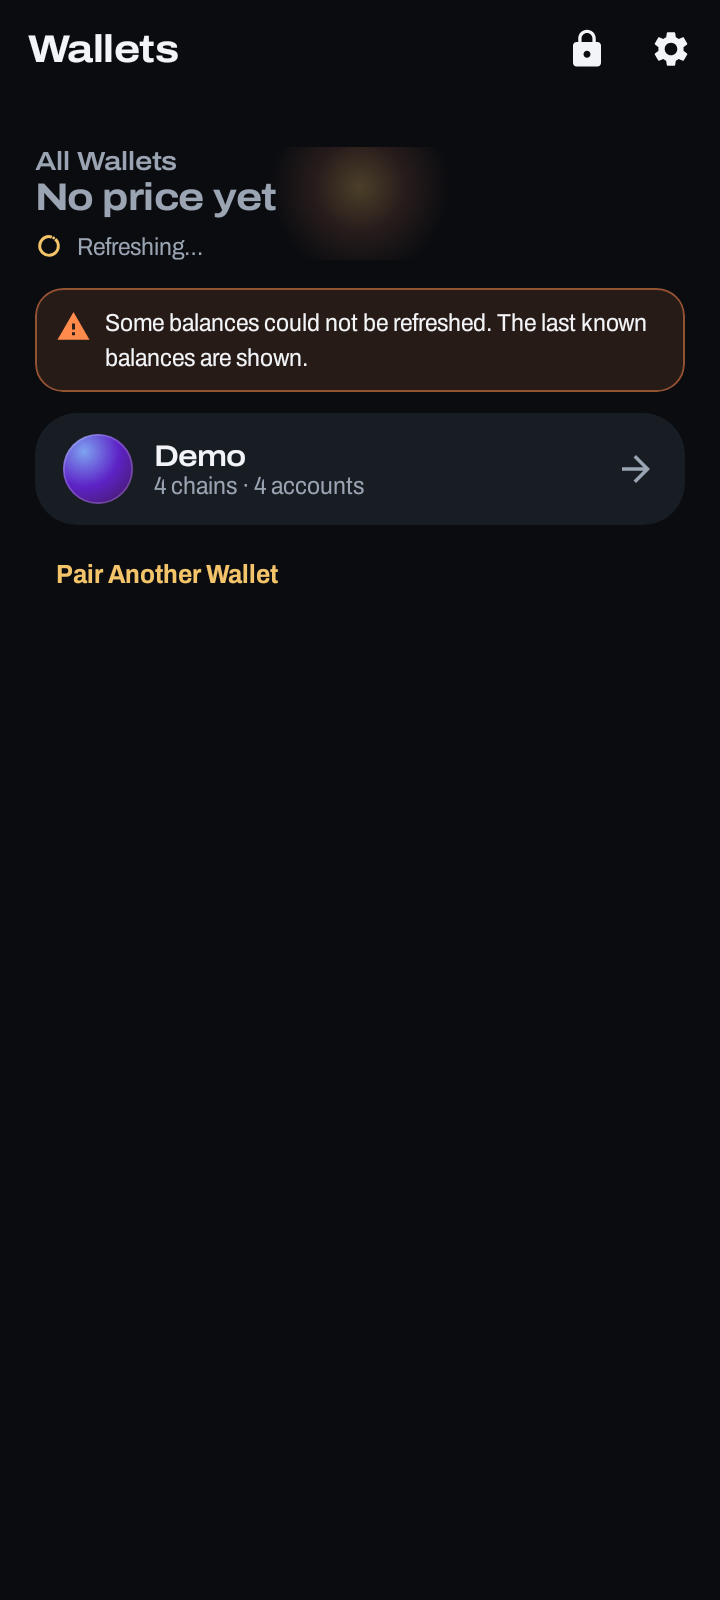 Wallets
All Wallets
No price yet
Refreshing...
Some balances could not be refreshed. The last known
balances are shown.
Demo
4 chains · 4 accounts
Pair Another Wallet